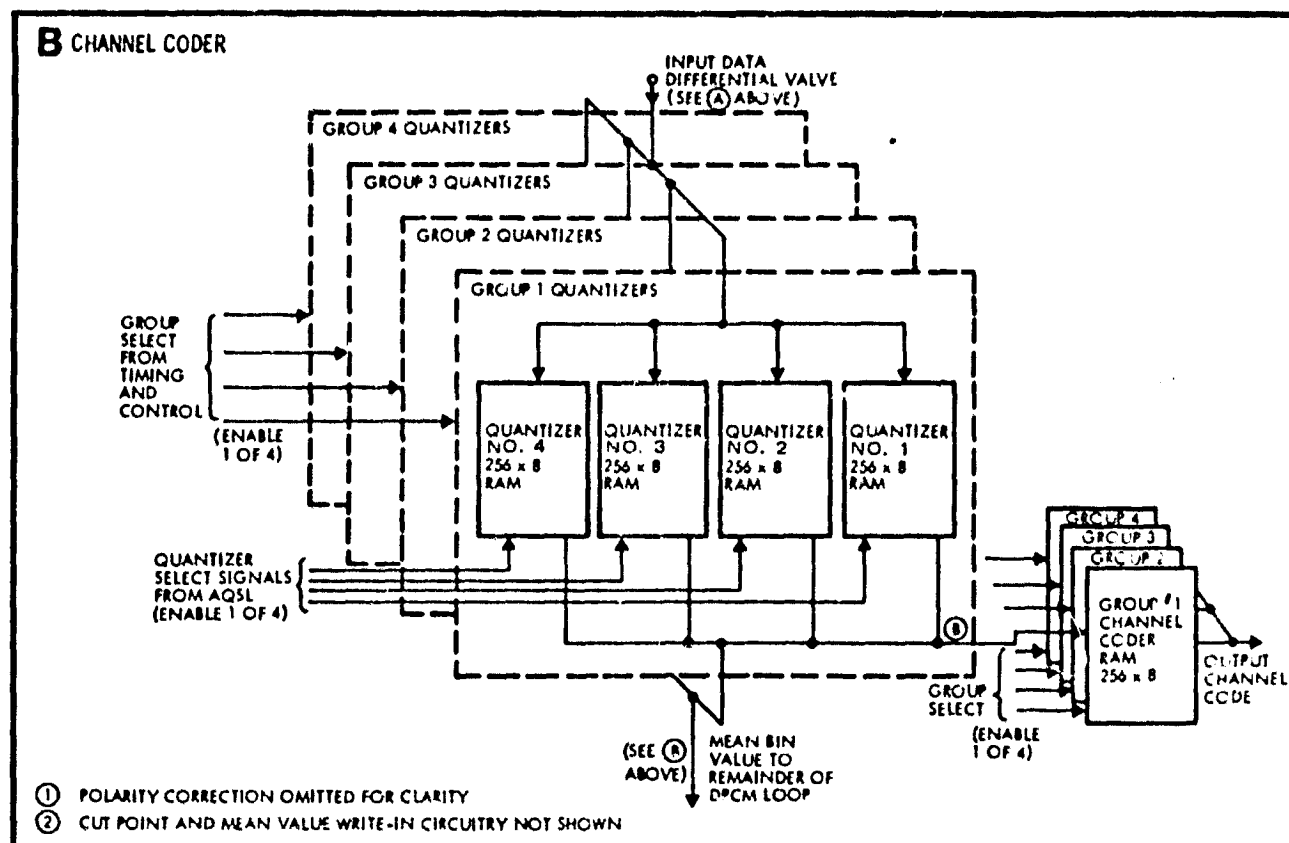 B CHANNEL CODER
INPUT DATA
DIFFERENTIAL VALVE
(SEE A ABOVE)
GROUP 4 QUANTIZERS
GROUP 3 QUANTIZERS
GROUP 2 QUANTIZERS
GROUP 1 QUANTIZERS
GROUP
SELECT
FROM
TIMING
AND
CONTROL
(ENABLE
1 OF 4)
QUANTIZER
NO. 4
256 x 8
RAM
QUANTIZER
NO. 3
256 x 8
RAM
QUANTIZER
NO. 2
256 x 8
RAM
QUANTIZER
NO. 1
256 x 8
RAM
QUANTIZER
SELECT SIGNALS
FROM AQSL
(ENABLE 1 OF 4)
B
GROUP 4
GROUP 3
GROUP 2
GROUP #1
CHANNEL
CODER
RAM
256 x 8
OUTPUT
CHANNEL
CODE
GROUP
SELECT
(ENABLE
1 OF 4)
(SEE B
ABOVE)
MEAN BIN
VALUE TO
REMAINDER OF
DPCM LOOP
1 POLARITY CORRECTION OMITTED FOR CLARITY
2 CUT POINT AND MEAN VALUE WRITE-IN CIRCUITRY NOT SHOWN